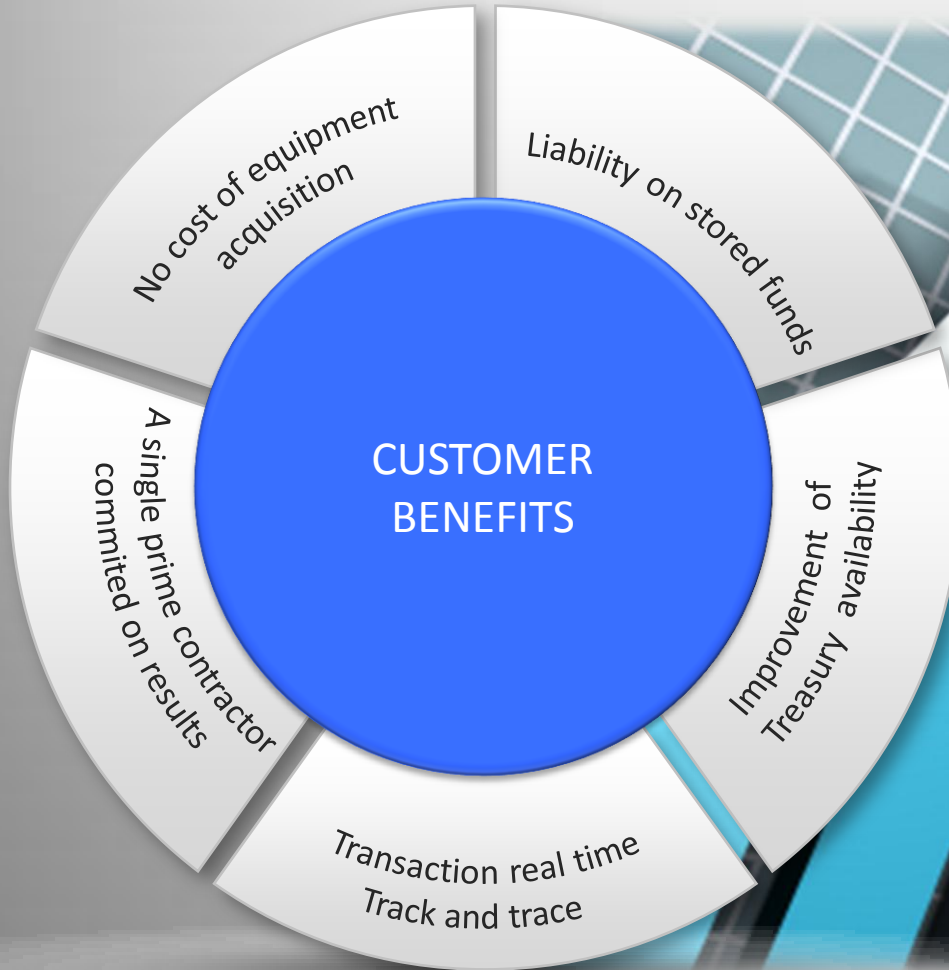 No cost of equipment
acquisition
Liability on stored funds
CUSTOMER
BENEFITS
A single prime contractor
commited on results
Improvement of
Treasury availability
Transaction real time
Track and trace